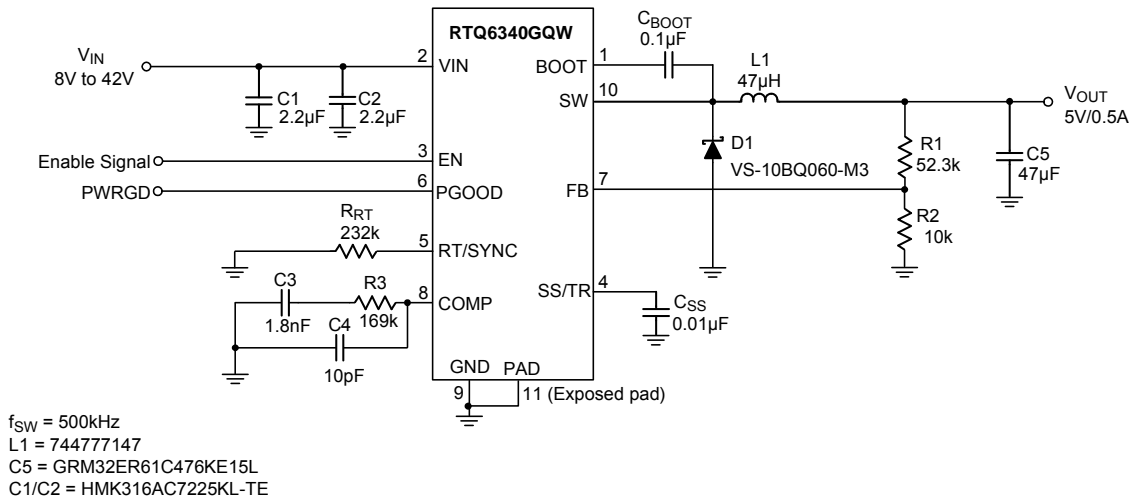 RTQ6340GQW
VIN
8V to 42V
2
VIN
C1
2.2µF
C2
2.2µF
Enable Signal
3
EN
PWRGD
6
PGOOD
RRT
232k
5
RT/SYNC
C3
1.8nF
R3
169k
8
COMP
C4
10pF
GND
9
PAD
11 (Exposed pad)
BOOT
1
CBOOT
0.1µF
SW
10
L1
47µH
VOUT
5V/0.5A
D1
VS-10BQ060-M3
R1
52.3k
C5
47µF
FB
7
R2
10k
SS/TR
4
CSS
0.01µF
fSW = 500kHz
L1 = 744777147
C5 = GRM32ER61C476KE15L
C1/C2 = HMK316AC7225KL-TE